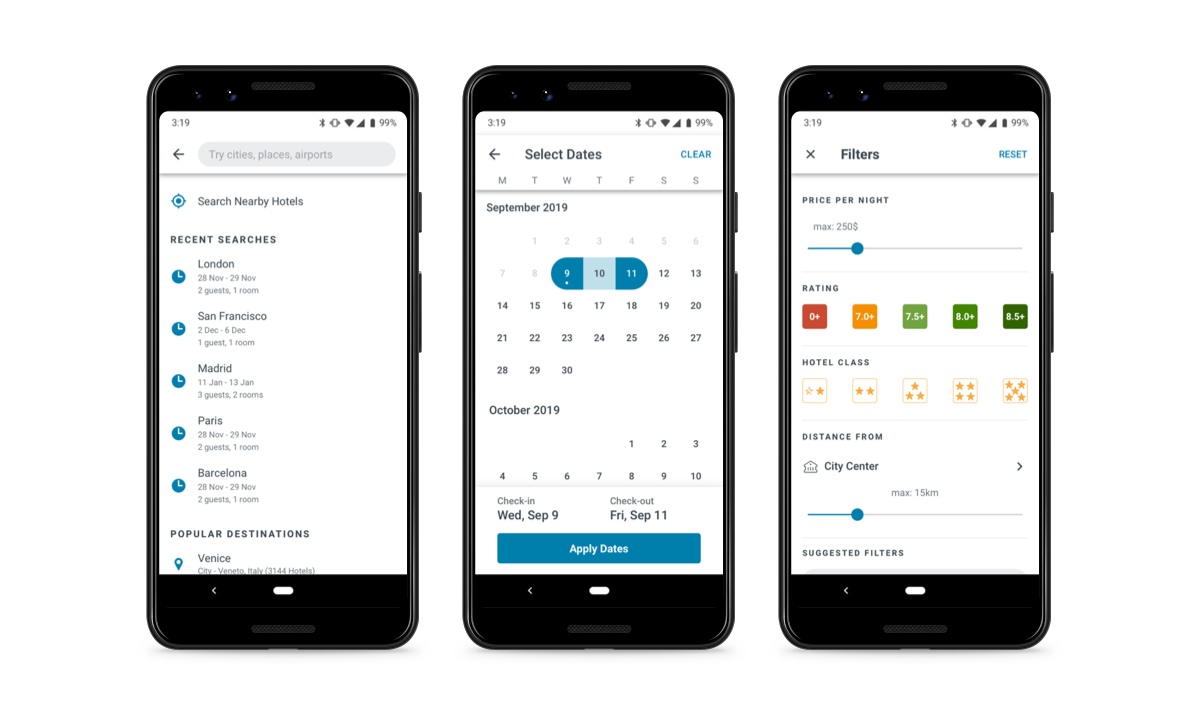 3:19
99%
Try cities, places, airports
Search Nearby Hotels
RECENT SEARCHES
London
28 Nov - 29 Nov
2 guests, 1 room
San Francisco
2 Dec - 6 Dec
1 guest, 1 room
Madrid
11 Jan - 13 Jan
3 guests, 2 rooms
Paris
28 Nov - 29 Nov
2 guests, 1 room
Barcelona
28 Nov - 29 Nov
2 guests, 1 room
POPULAR DESTINATIONS
Venice
City - Veneto, Italy (3144 Hotels)
3:19
99%
Select Dates
CLEAR
M T W T F S S
September 2019
1 2 3 4 5 6
7 8 9 10 11 12 13
14 15 16 17 18 19 20
21 22 23 24 25 26 27
28 29 30
October 2019
1 2 3
4 5 6 7 8 9 10
Check-in Check-out
Wed, Sep 9 Fri, Sep 11
Apply Dates
3:19
99%
Filters
RESET
PRICE PER NIGHT
max: 250$
RATING
0+ 7.0+ 7.5+ 8.0+ 8.5+
HOTEL CLASS
DISTANCE FROM
City Center
max: 15km
SUGGESTED FILTERS